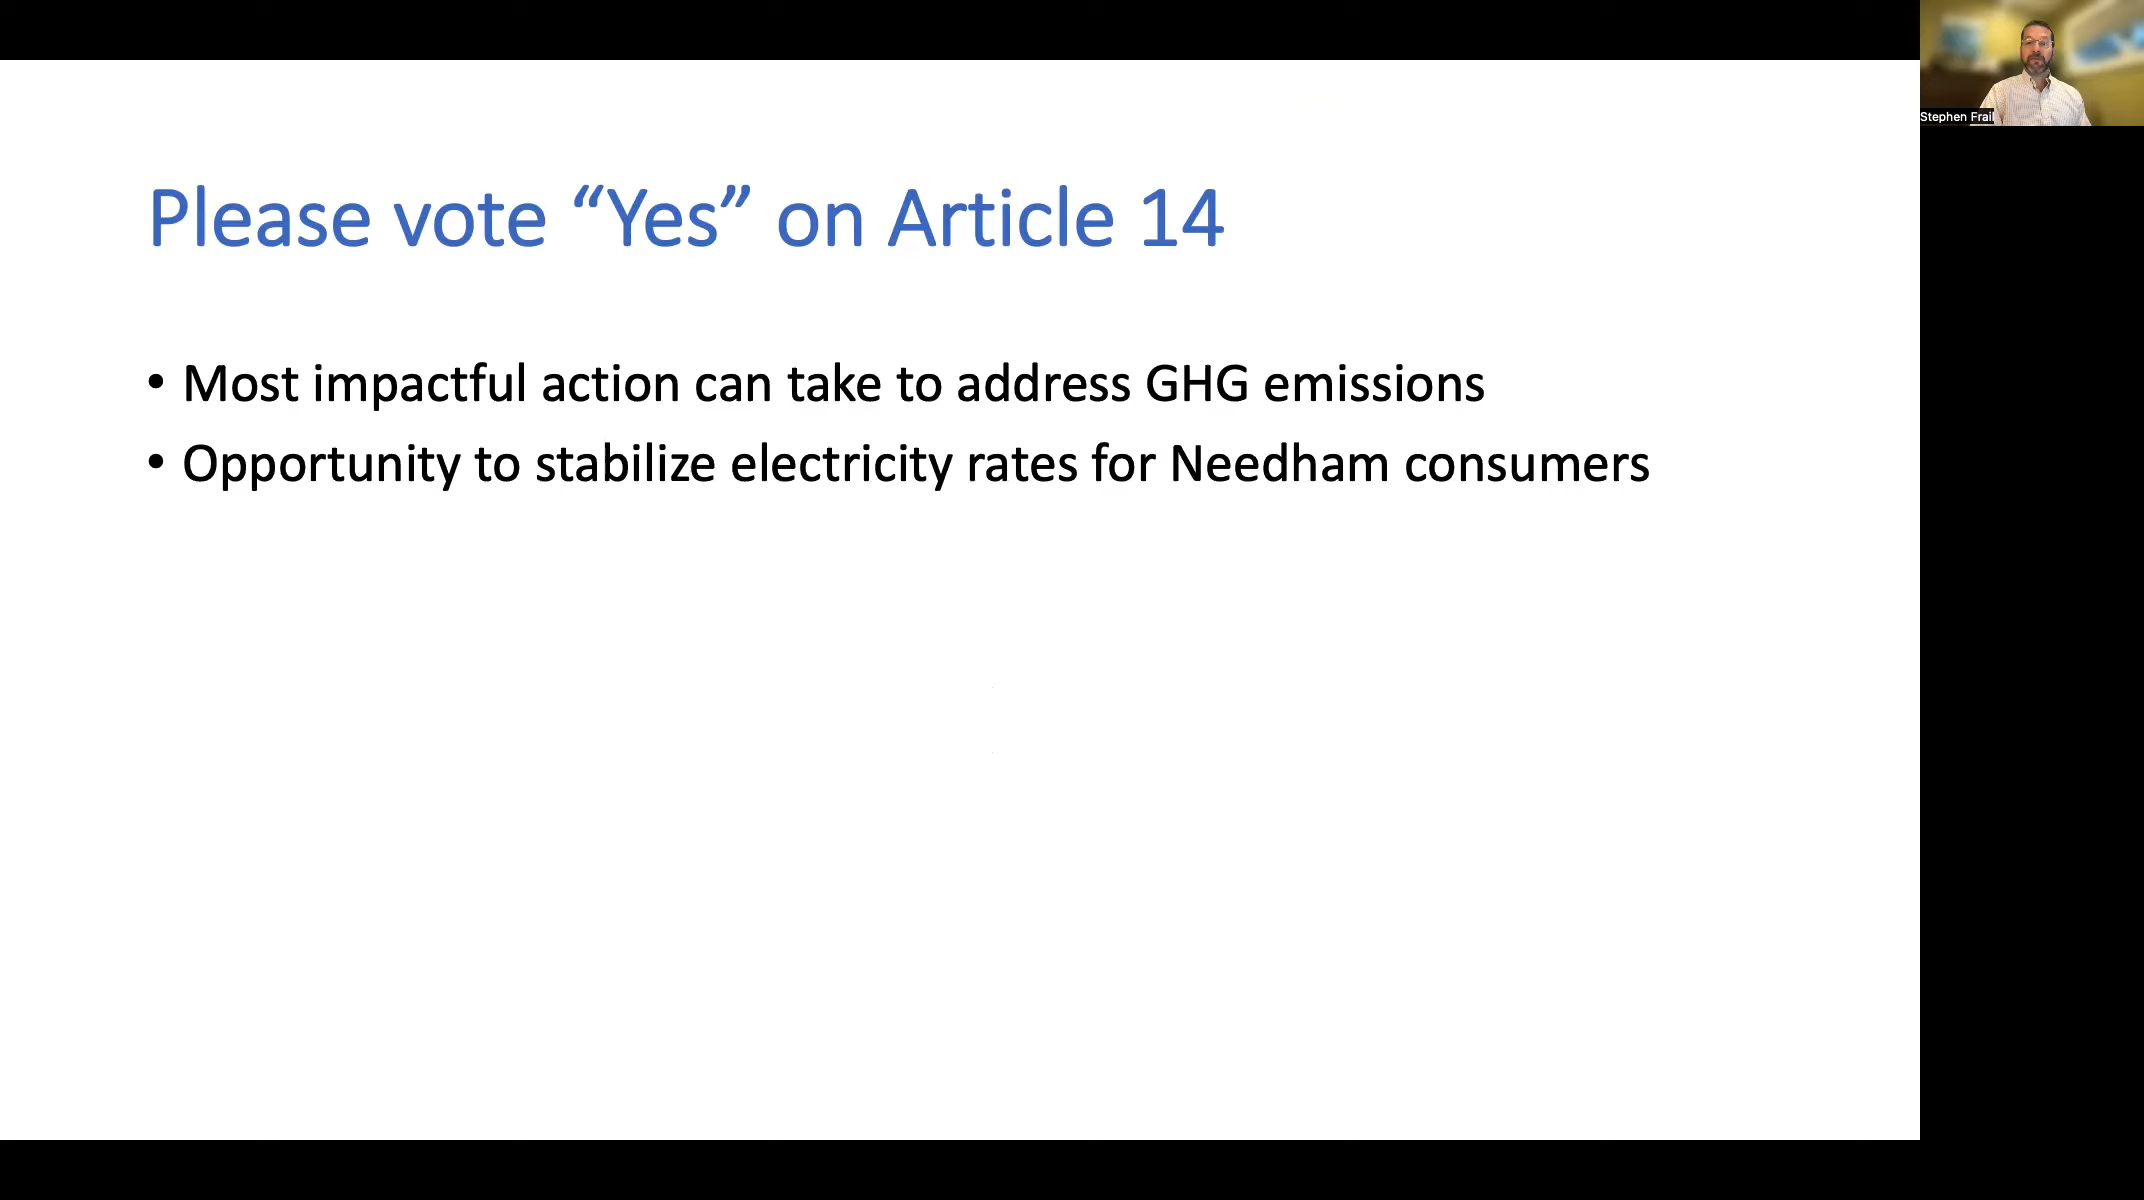 Please vote “Yes” on Article 14
• Most impactful action can take to address GHG emissions
• Opportunity to stabilize electricity rates for Needham consumers
Stephen Frail